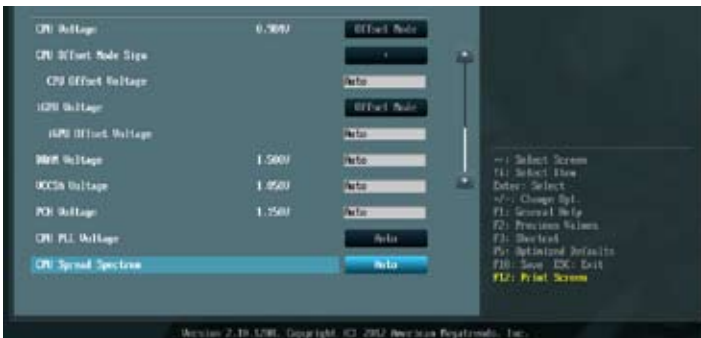 CPU Voltage 0.984V Offset Mode
CPU Offset Mode Sign
CPU Offset Voltage Auto
iGPU Voltage Offset Mode
iGPU Offset Voltage Auto
DRAM Voltage 1.500V Auto
VCCSA Voltage 1.050V Auto
PCH Voltage 1.150V Auto
CPU PLL Voltage Auto
CPU Spread Spectrum Auto
→←: Select Screen
↑↓: Select Item
Enter: Select
+/-: Change Opt.
F1: General Help
F2: Previous Values
F3: Shortcut
F5: Optimized Defaults
F10: Save ESC: Exit
F12: Print Screen
Version 2.10.1208. Copyright (C) 2012 American Megatrends, Inc.